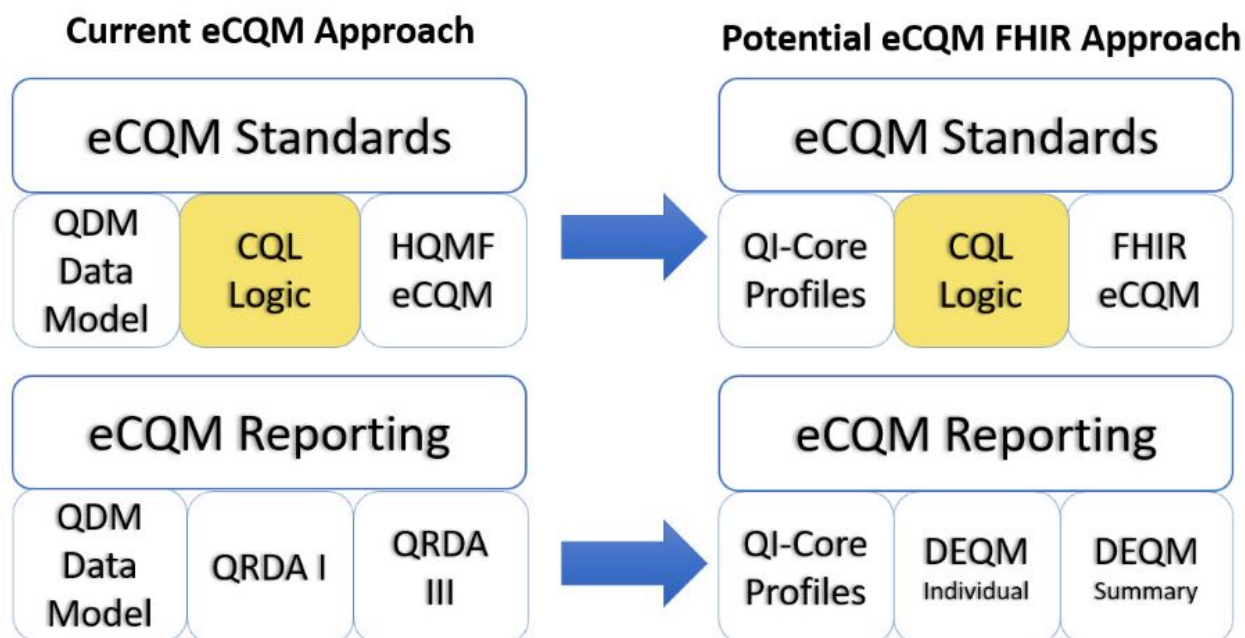 Current eCQM Approach
Potential eCQM FHIR Approach
eCQM Standards
QDM
Data
Model
CQL
Logic
HQMF
eCQM
eCQM Standards
QI-Core
Profiles
CQL
Logic
FHIR
eCQM
eCQM Reporting
QDM
Data
Model
QRDA I
QRDA
III
eCQM Reporting
QI-Core
Profiles
DEQM
Individual
DEQM
Summary